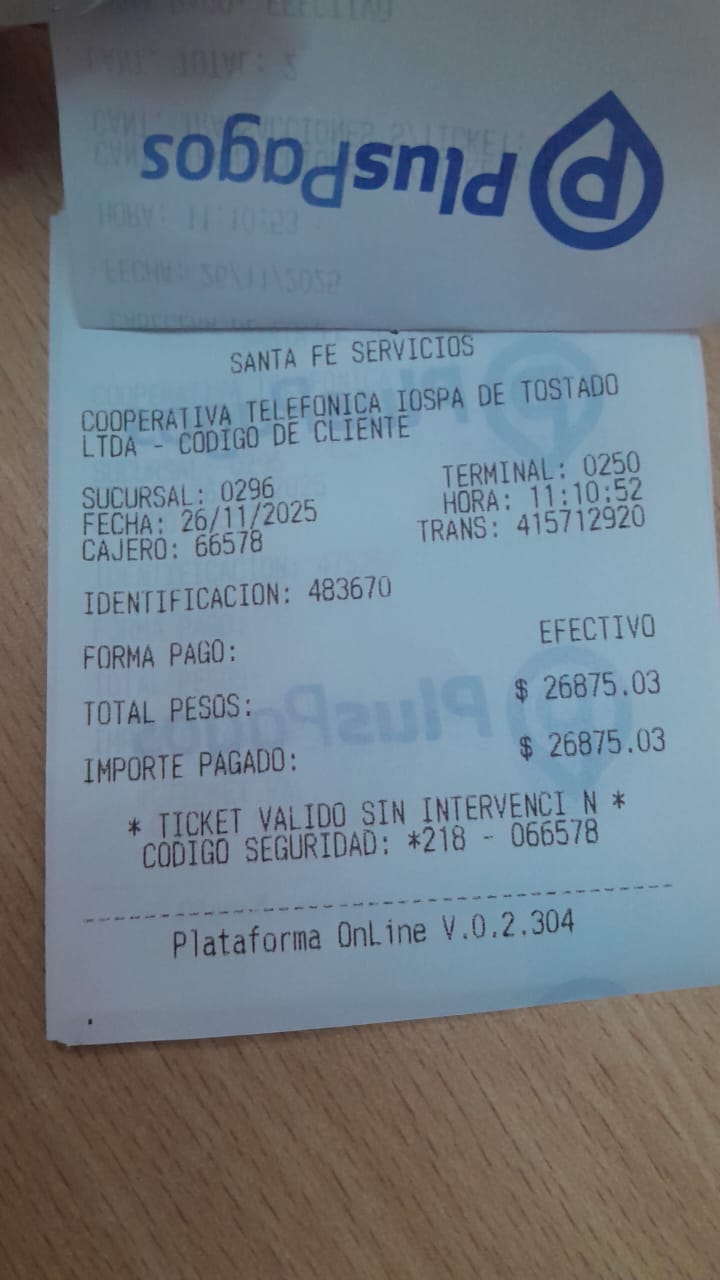 PlusPagos
SANTA FE SERVICIOS
COOPERATIVA TELEFONICA IOSPA DE TOSTADO
LTDA - CODIGO DE CLIENTE
SUCURSAL: 0296 TERMINAL: 0250
FECHA: 26/11/2025 HORA: 11:10:52
CAJERO: 66578 TRANS: 415712920
IDENTIFICACION: 483670
FORMA PAGO: EFECTIVO
TOTAL PESOS: $ 26875.03
IMPORTE PAGADO: $ 26875.03
* TICKET VALIDO SIN INTERVENCI N *
CODIGO SEGURIDAD: *218 - 066578
Plataforma OnLine V.0.2.304